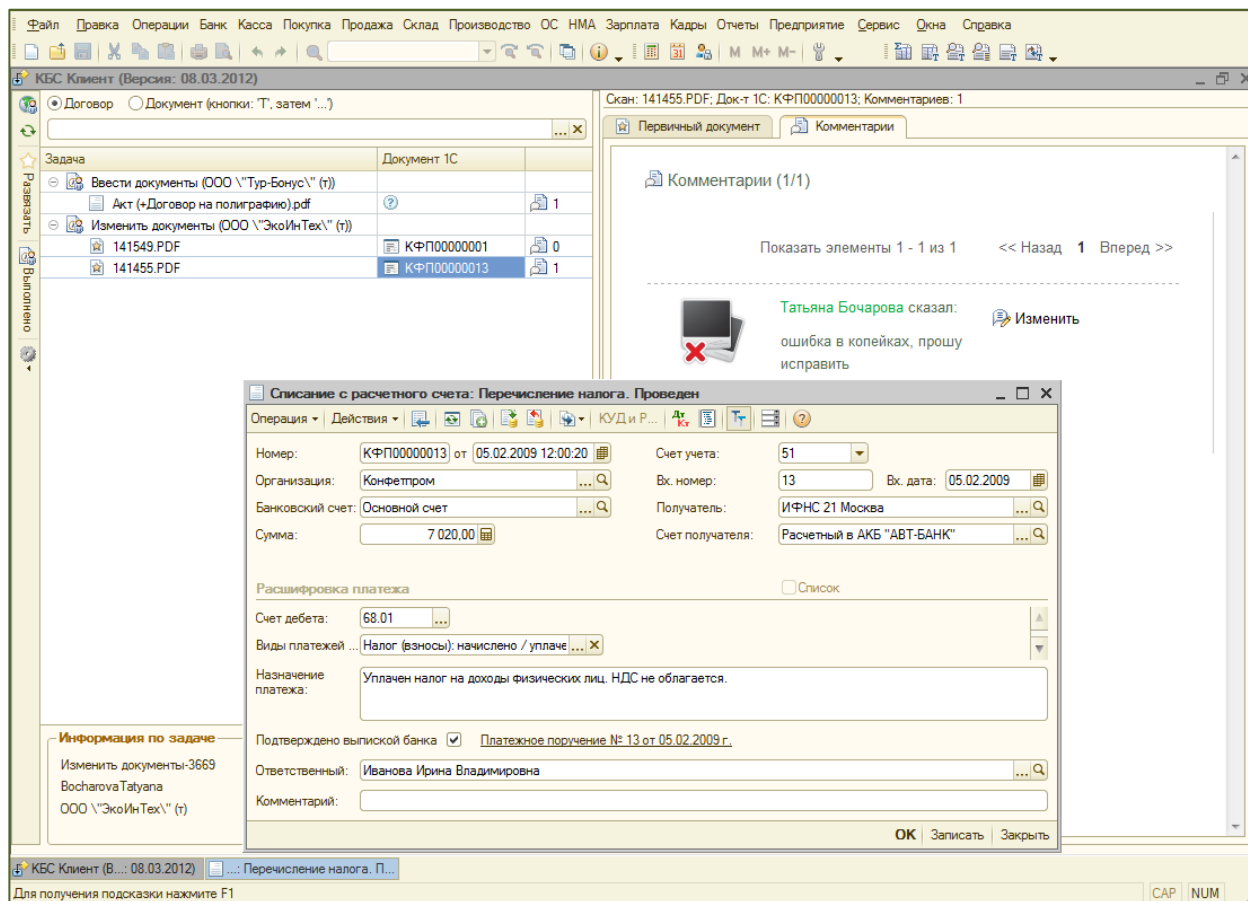 Файл Правка Операции Банк Касса Покупка Продажа Склад Производство ОС НМА Зарплата Кадры Отчеты Предприятие Сервис Окна Справка
M M+ M-
КБС Клиент (Версия: 08.03.2012)
Договор Документ (кнопки: 'Т', затем '...')
Скан: 141455.PDF; Док-т 1С: КФП00000013; Комментариев: 1
Первичный документ Комментарии
Задача Документ 1С
Развязать
Выполнено
Ввести документы (ООО \"Тур-Бонус\" (т))
Акт (+Договор на полиграфию).pdf 1
Изменить документы (ООО \"ЭкоИнТех\" (т))
141549.PDF КФП00000001 0
141455.PDF КФП00000013 1
Комментарии (1/1)
Показать элементы 1 - 1 из 1 << Назад 1 Вперед >>
Татьяна Бочарова сказал:
Изменить
ошибка в копейках, прошу
исправить
Списание с расчетного счета: Перечисление налога. Проведен
Операция Действия КУДиР... Дт Кт
Номер: КФП00000013 от 05.02.2009 12:00:20 Счет учета: 51
Организация: Конфетпром ... Вх. номер: 13 Вх. дата: 05.02.2009
Банковский счет: Основной счет ... Получатель: ИФНС 21 Москва ...
Сумма: 7 020,00 Счет получателя: Расчетный в АКБ "АВТ-БАНК" ...
Расшифровка платежа Список
Счет дебета: 68.01 ...
Виды платежей ... Налог (взносы): начислено / уплаче ... X
Назначение
платежа:
Уплачен налог на доходы физических лиц. НДС не облагается.
Подтверждено выпиской банка Платежное поручение № 13 от 05.02.2009 г.
Ответственный: Иванова Ирина Владимировна ...
Комментарий:
OK Записать Закрыть
Информация по задаче
Изменить документы-3669
BocharovaTatyana
ООО \"ЭкоИнТех\" (т)
КБС Клиент (В...: 08.03.2012) ...: Перечисление налога. П...
Для получения подсказки нажмите F1
CAP NUM